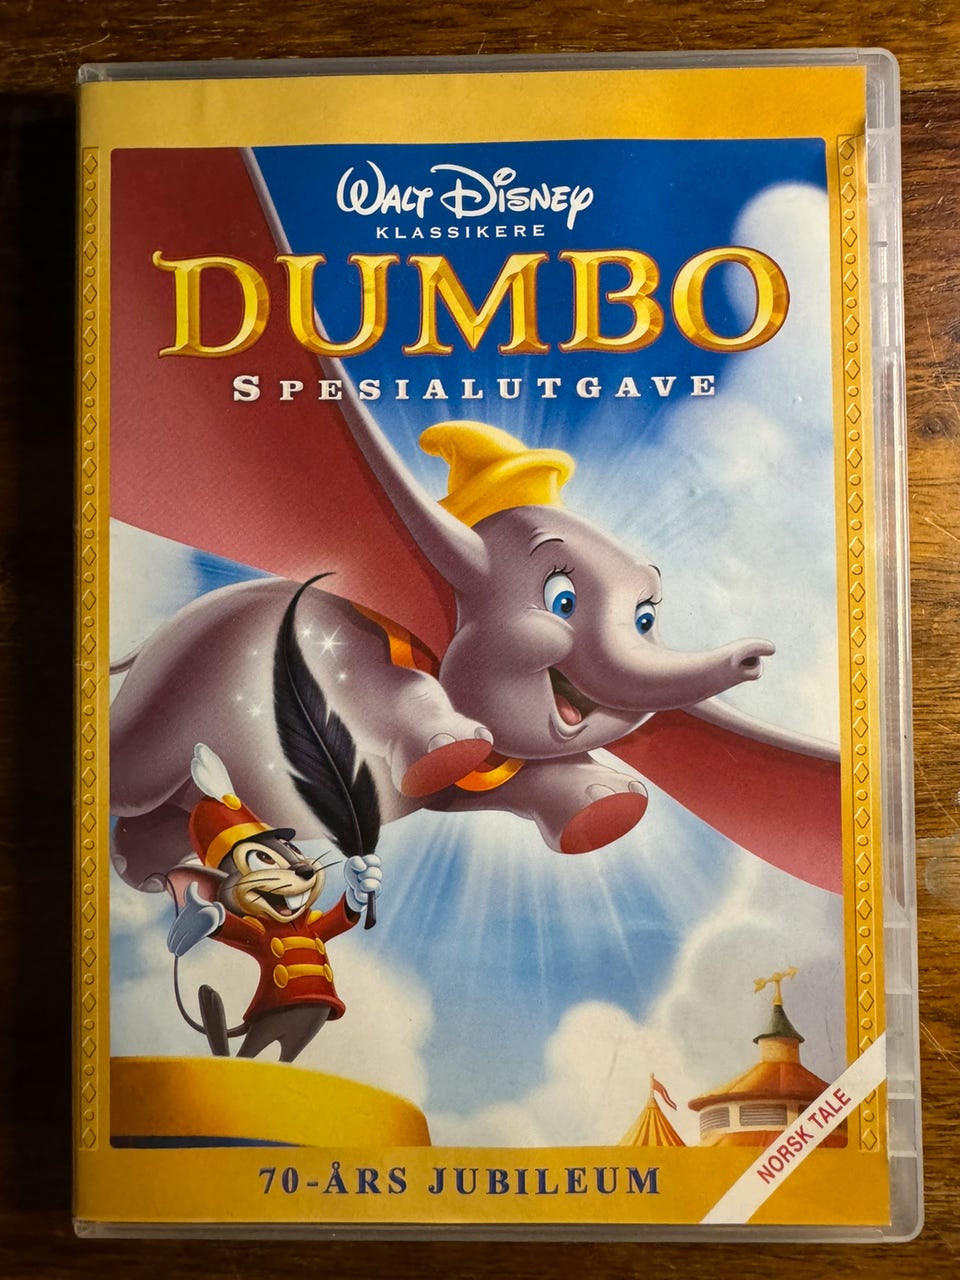 WALT DISNEY
KLASSIKERE
DUMBO
SPESIALUTGAVE
70-ÅRS JUBILEUM
NORSK TALE